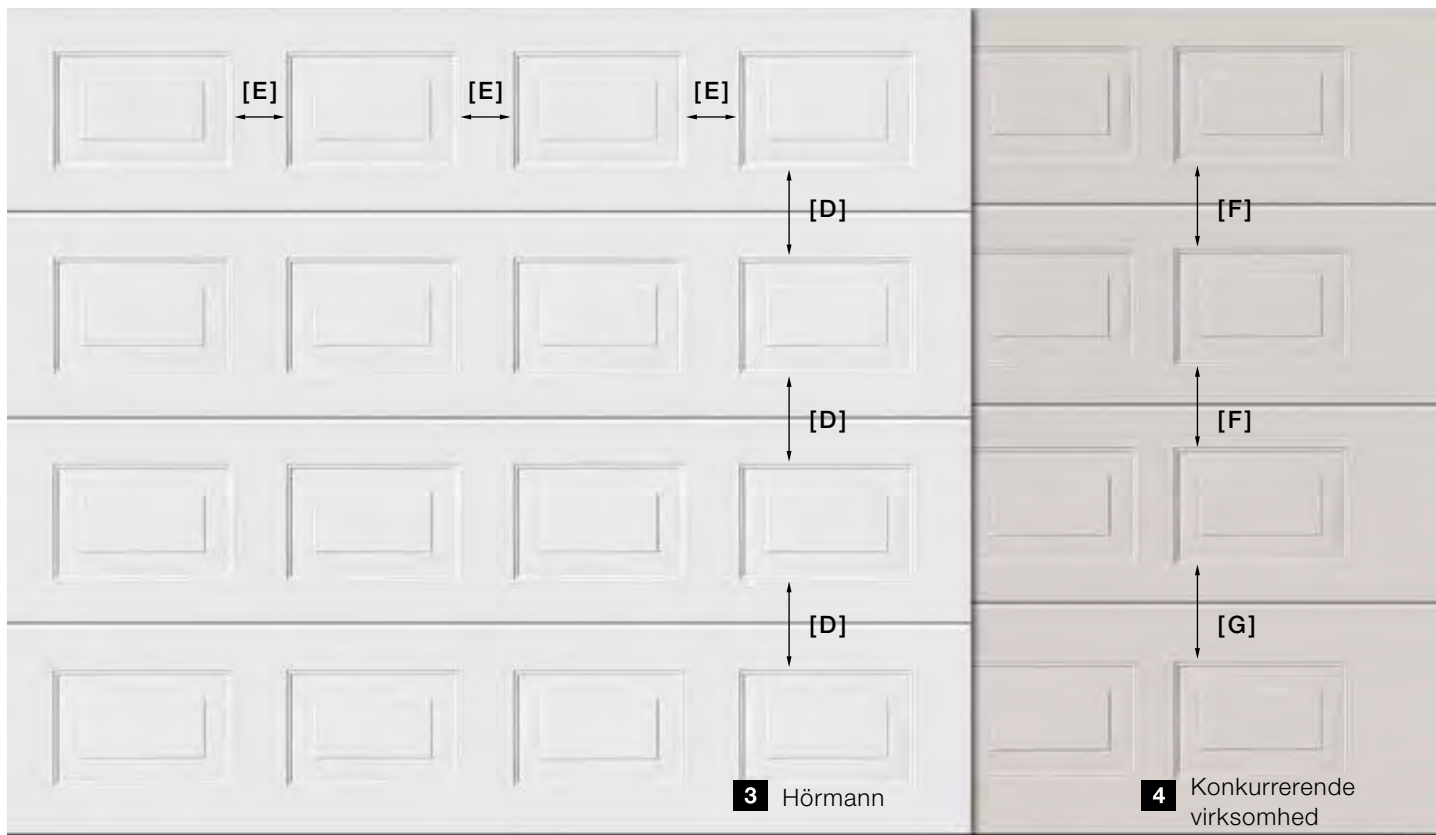 [E] [E] [E]
[D] [F]
[D] [F]
[D] [G]
3 Hörmann
4 Konkurrerende
virksomhed